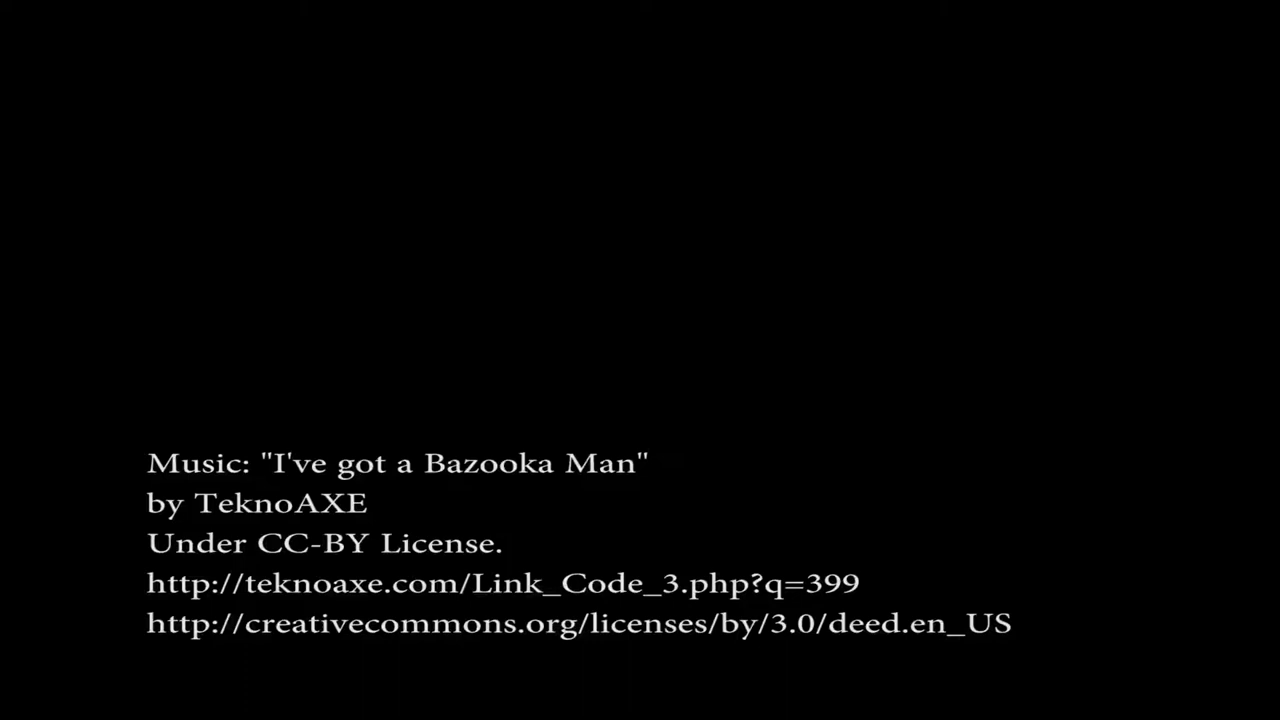 Music: "I've got a Bazooka Man"
by TeknoAXE
Under CC-BY License.
http://teknoaxe.com/Link_Code_3.php?q=399
http://creativecommons.org/licenses/by/3.0/deed.en_US